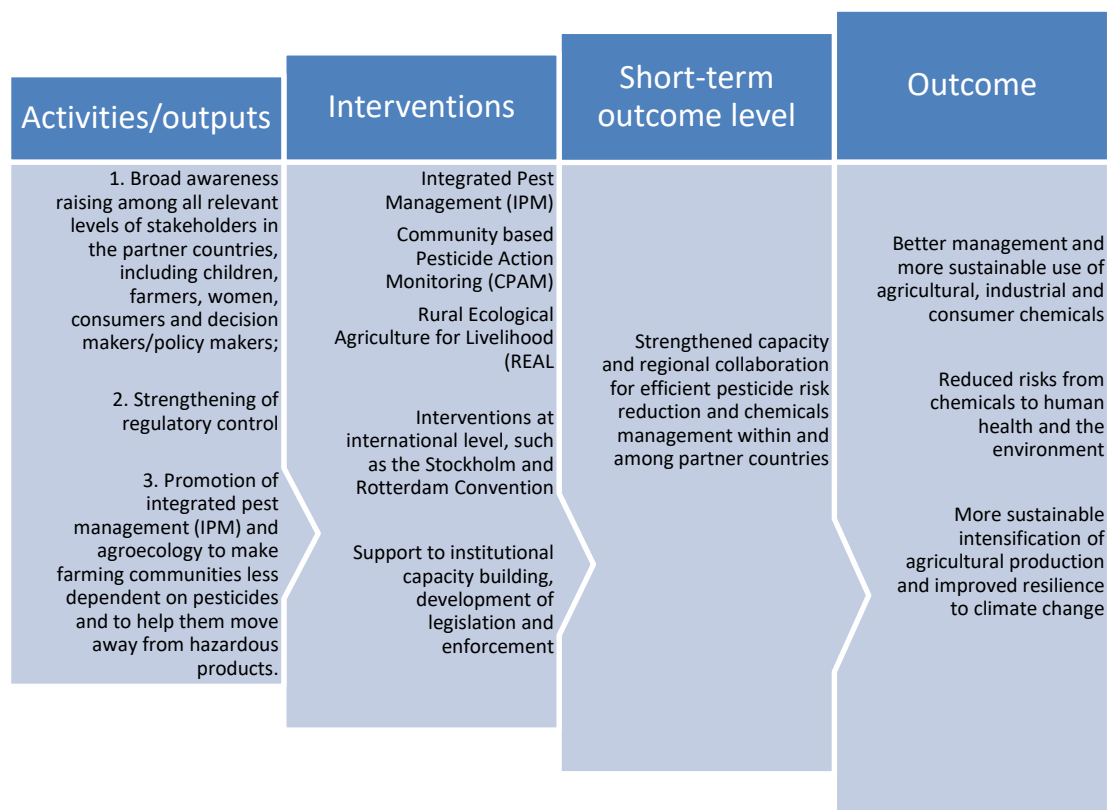 Activities/outputs
1. Broad awareness
raising among all relevant
levels of stakeholders in
the partner countries,
including children,
farmers, women,
consumers and decision
makers/policy makers;
2. Strengthening of
regulatory control
3. Promotion of
integrated pest
management (IPM) and
agroecology to make
farming communities less
dependent on pesticides
and to help them move
away from hazardous
products.
Interventions
Integrated Pest
Management (IPM)
Community based
Pesticide Action
Monitoring (CPAM)
Rural Ecological
Agriculture for Livelihood
(REAL
Interventions at
international level, such
as the Stockholm and
Rotterdam Convention
Support to institutional
capacity building,
development of
legislation and
enforcement
Short-term
outcome level
Strengthened capacity
and regional collaboration
for efficient pesticide risk
reduction and chemicals
management within and
among partner countries
Outcome
Better management and
more sustainable use of
agricultural, industrial and
consumer chemicals
Reduced risks from
chemicals to human
health and the
environment
More sustainable
intensification of
agricultural production
and improved resilience
to climate change